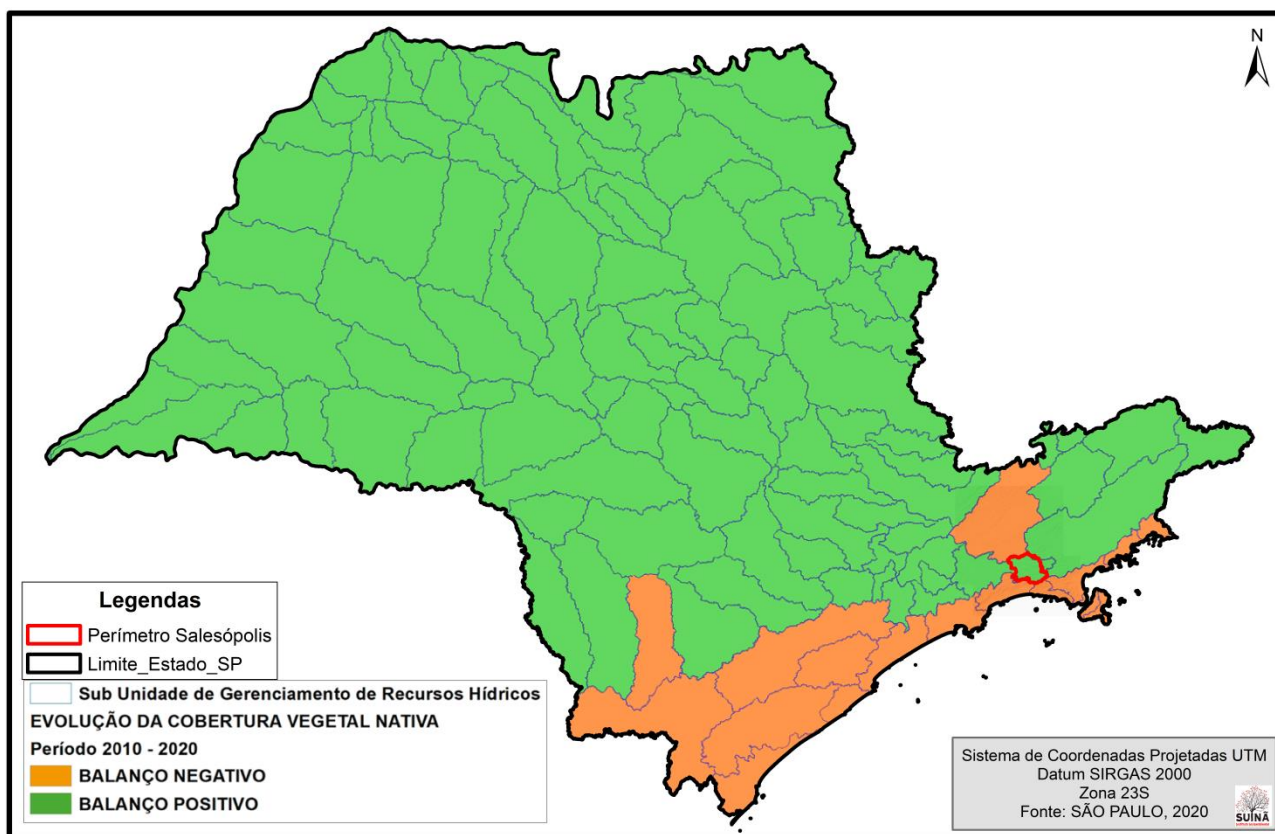 N
Legendas
Perímetro Salesópolis
Limite_Estado_SP
Sub Unidade de Gerenciamento de Recursos Hídricos
EVOLUÇÃO DA COBERTURA VEGETAL NATIVA
Período 2010 - 2020
BALANÇO NEGATIVO
BALANÇO POSITIVO
Sistema de Coordenadas Projetadas UTM
Datum SIRGAS 2000
Zona 23S
Fonte: SÃO PAULO, 2020
SUINÃ